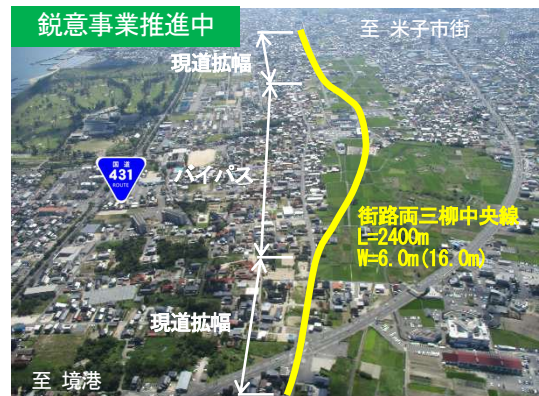 鋭意事業推進中
至 米子市街
現道拡幅
国道
431
ROUTE
バイパス
街路両三柳中央線
L=2400m
W=6.0m(16.0m)
現道拡幅
至 境港